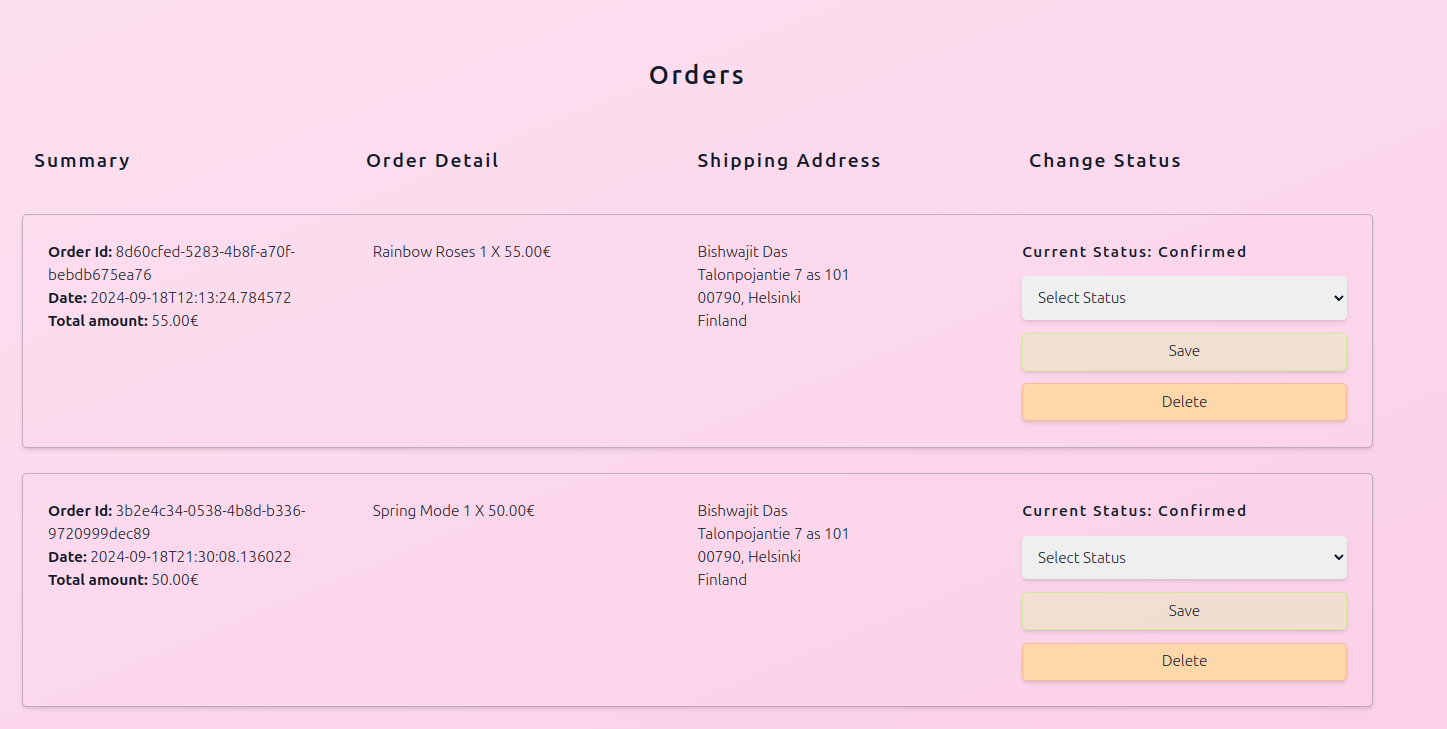 Orders
Summary
Order Detail
Shipping Address
Change Status
Order Id: 8d60cfed-5283-4b8f-a70f-
bebdb675ea76
Date: 2024-09-18T12:13:24.784572
Total amount: 55.00€
Rainbow Roses 1 X 55.00€
Bishwajit Das
Talonpojantie 7 as 101
00790, Helsinki
Finland
Current Status: Confirmed
Select Status
Save
Delete
Order Id: 3b2e4c34-0538-4b8d-b336-
9720999dec89
Date: 2024-09-18T21:30:08.136022
Total amount: 50.00€
Spring Mode 1 X 50.00€
Bishwajit Das
Talonpojantie 7 as 101
00790, Helsinki
Finland
Current Status: Confirmed
Select Status
Save
Delete